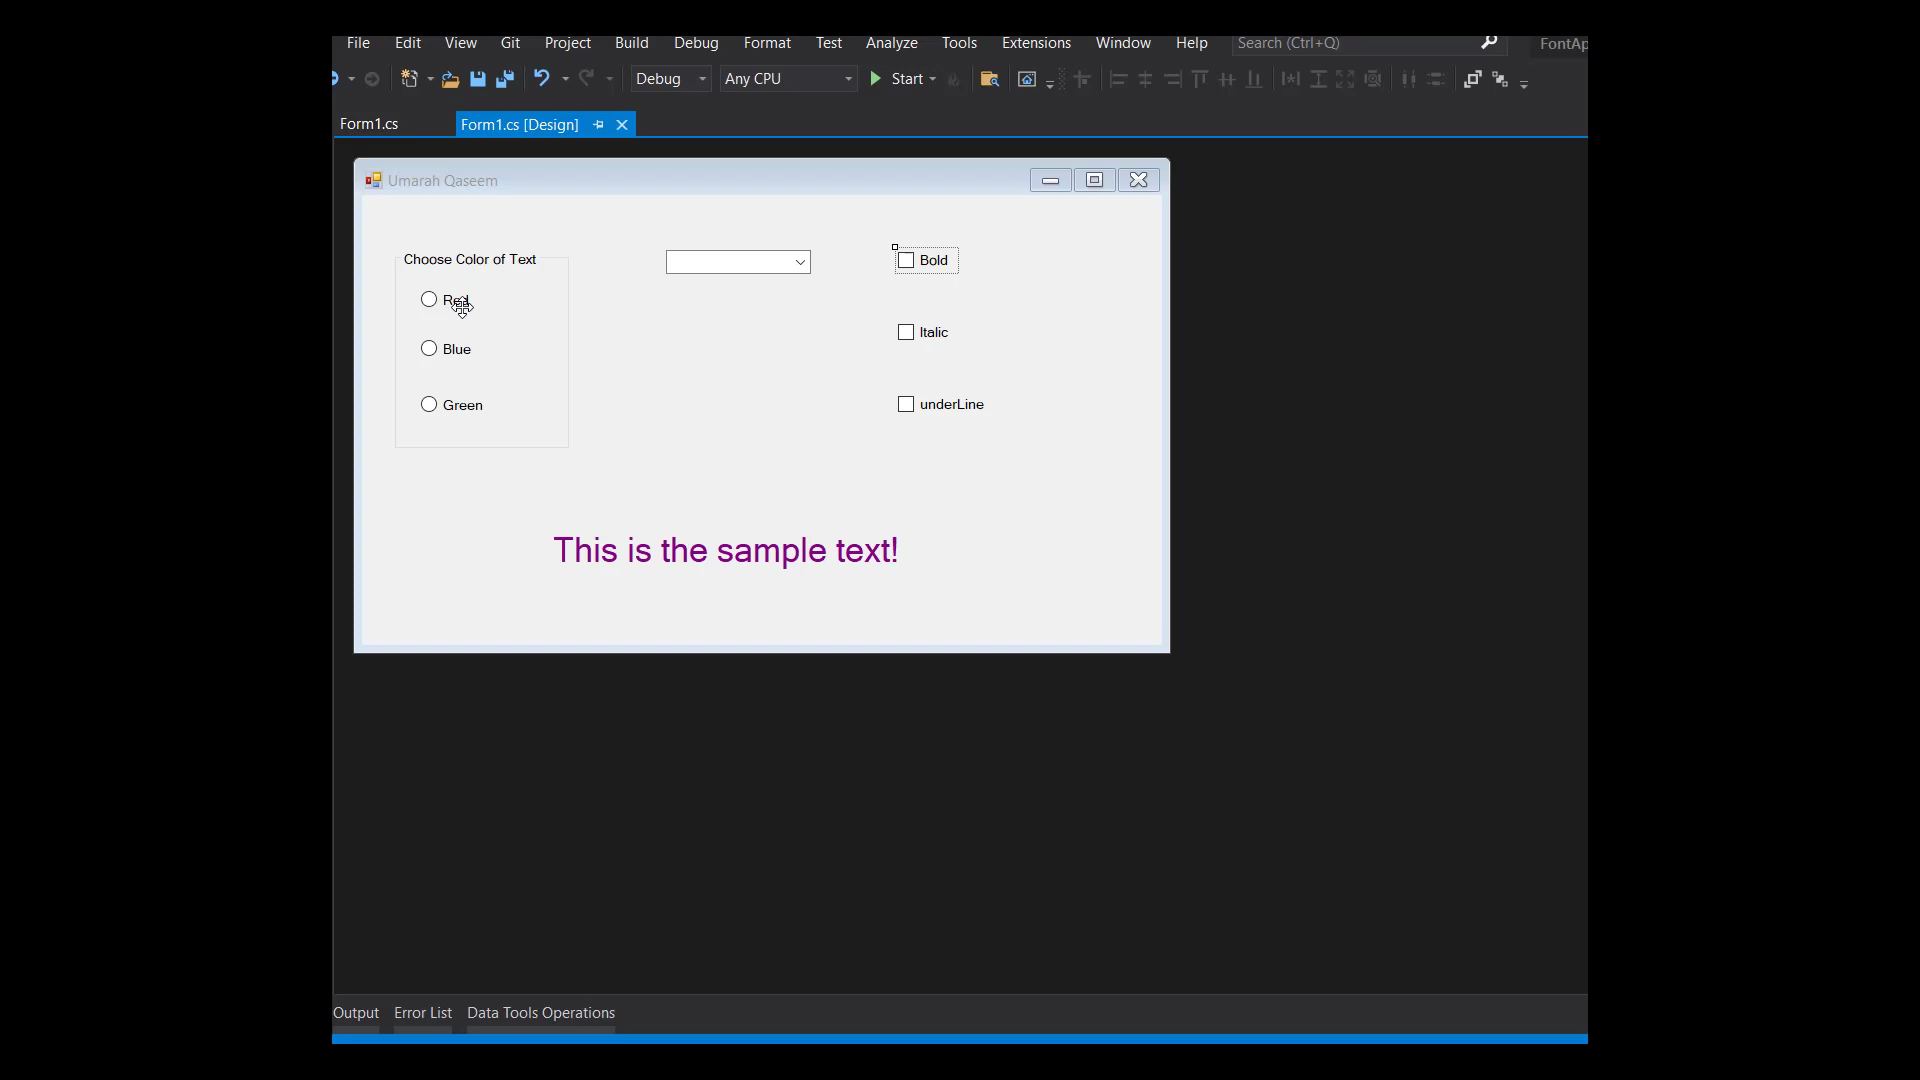 File Edit View Git Project Build Debug Format Test Analyze Tools Extensions Window Help Search (Ctrl+Q) FontAp
Debug Any CPU Start
Form1.cs Form1.cs [Design]
Umarah Qaseem
Choose Color of Text
Red
Blue
Green
Bold
Italic
underLine
This is the sample text!
Output Error List Data Tools Operations